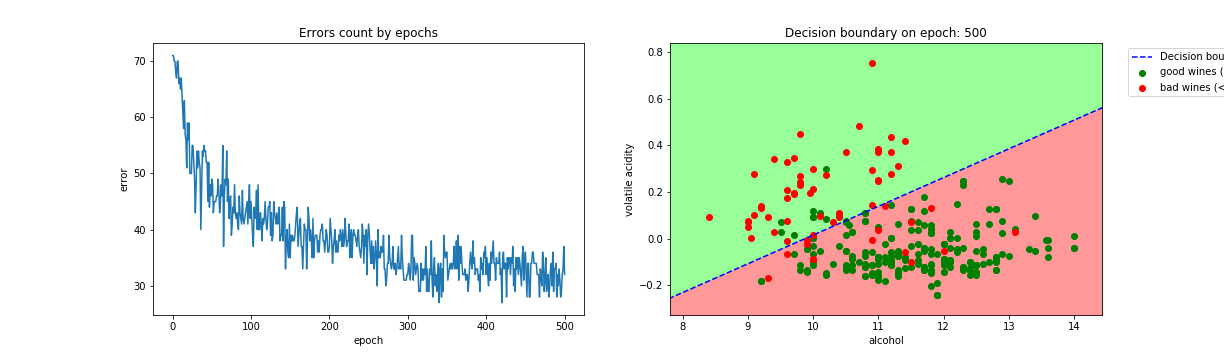 Errors count by epochs
70
60
50
40
30
0
100
200
300
400
500
error
epoch
Decision boundary on epoch: 500
0.8
0.6
0.4
0.2
0.0
−0.2
8
9
10
11
12
13
14
volatile acidity
alcohol
Decision bou
good wines (
bad wines (<